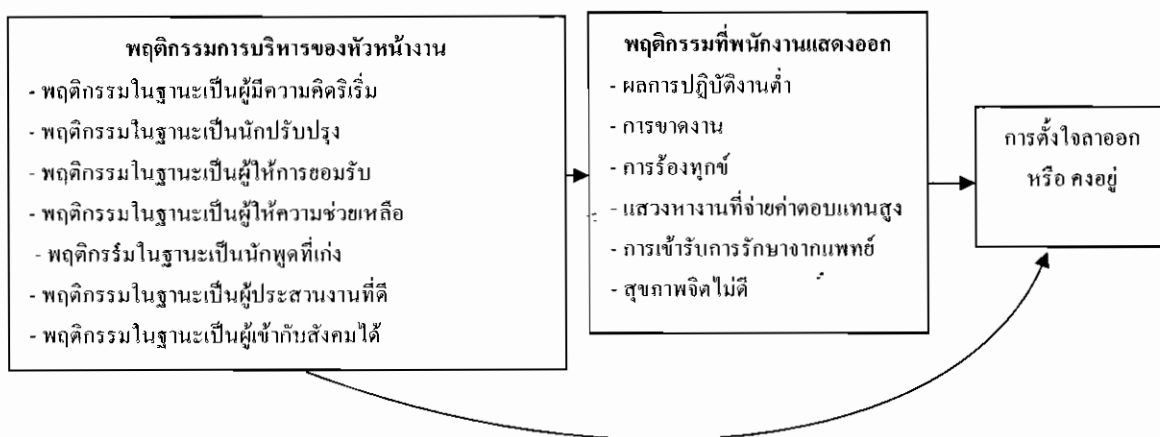 พฤติกรรมการบริหารของหัวหน้างาน
- พฤติกรรมในฐานะเป็นผู้มีความคิดริเริ่ม
- พฤติกรรมในฐานะเป็นนักปรับปรุง
- พฤติกรรมในฐานะเป็นผู้ให้การยอมรับ
- พฤติกรรมในฐานะเป็นผู้ให้ความช่วยเหลือ
- พฤติกรรมในฐานะเป็นนักพูดที่เก่ง
- พฤติกรรมในฐานะเป็นผู้ประสวนงานที่ดี
- พฤติกรรมในฐานะเป็นผู้เข้ากับสังคมได้
พฤติกรรมที่พนักงานแสดงออก
- ผลการปฏิบัติงานต่ำ
- การขาดงาน
- การร้องทุกข์
- แสวงหางานที่จ่ายค่าตอบแทนสูง
- การเข้ารับการรักษาจากแพทย์
- สุขภาพจิตไม่ดี
การตั้งใจลาออก
หรือ คงอยู่